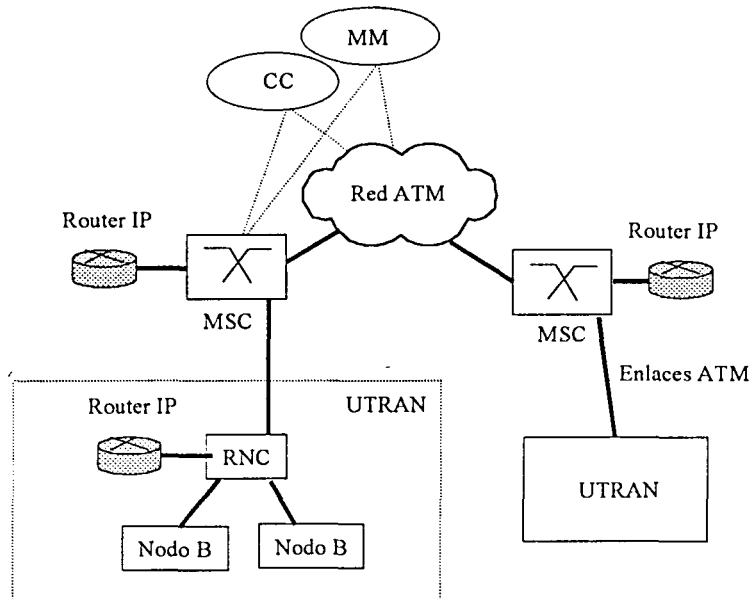 MM
CC
Red ATM
Router IP
Router IP
MSC
MSC
Enlaces ATM
Router IP
UTRAN
RNC
UTRAN
Nodo B
Nodo B